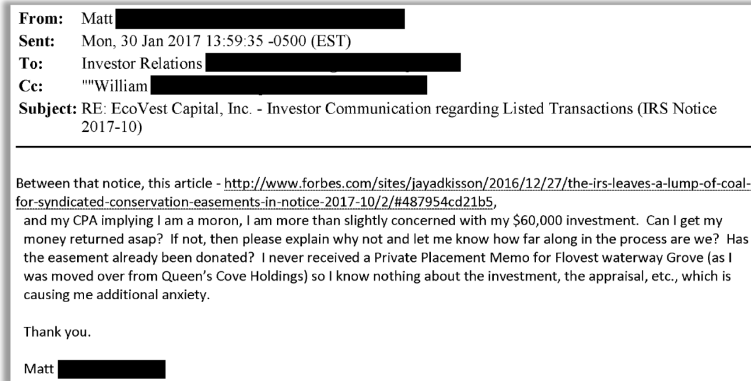 From: Matt
Sent: Mon, 30 Jan 2017 13:59:35 -0500 (EST)
To: Investor Relations
Cc: ""William
Subject: RE: EcoVest Capital, Inc. - Investor Communication regarding Listed Transactions (IRS Notice
2017-10)
Between that notice, this article - http://www.forbes.com/sites/jayadkisson/2016/12/27/the-irs-leaves-a-lump-of-coal-
for-syndicated-conservation-easements-in-notice-2017-10/2/#487954cd21b5,
and my CPA implying I am a moron, I am more than slightly concerned with my $60,000 investment. Can I get my
money returned asap? If not, then please explain why not and let me know how far along in the process are we? Has
the easement already been donated? I never received a Private Placement Memo for Flovest waterway Grove (as I
was moved over from Queen's Cove Holdings) so I know nothing about the investment, the appraisal, etc., which is
causing me additional anxiety.
Thank you.
Matt